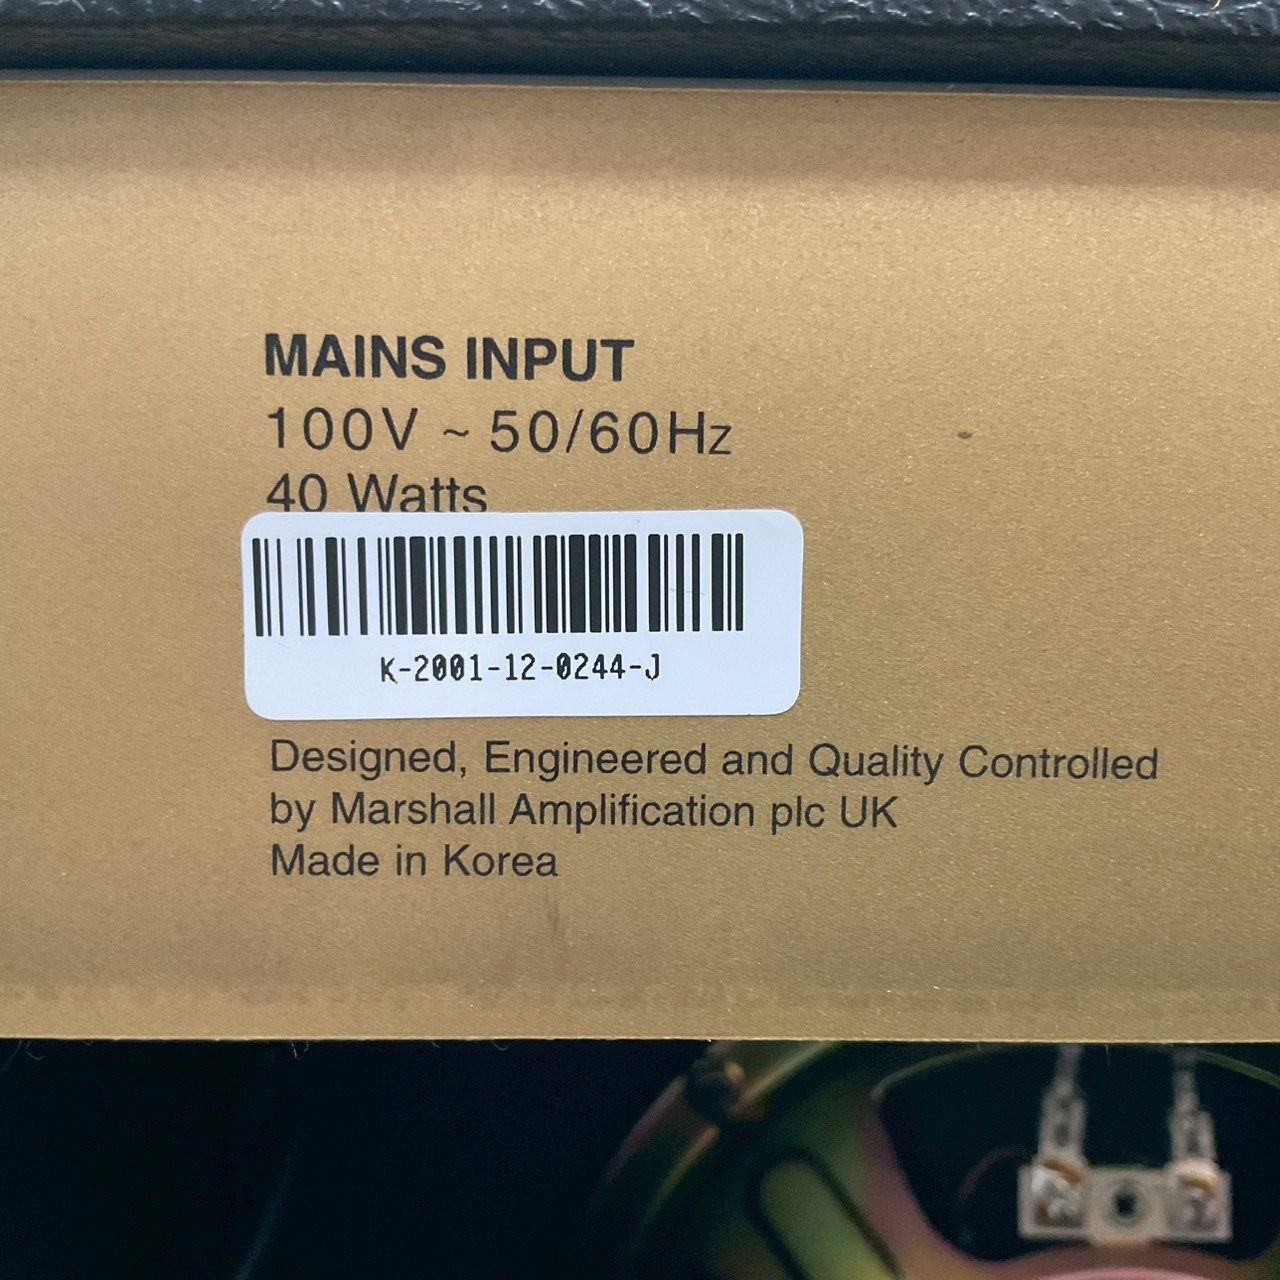 MAINS INPUT
100V ~ 50/60Hz
40 Watts
K-2001-12-0244-J
Designed, Engineered and Quality Controlled
by Marshall Amplification plc UK
Made in Korea